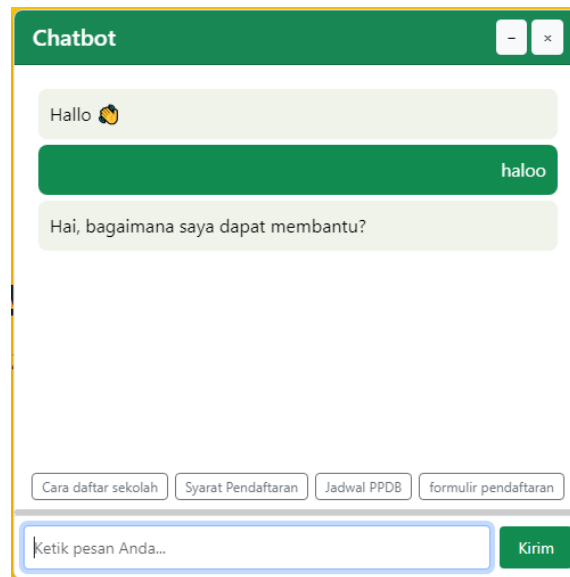 Chatbot
Hallo 👏
haloo
Hai, bagaimana saya dapat membantu?
Cara daftar sekolah Syarat Pendaftaran Jadwal PPDB formulir pendaftaran
Ketik pesan Anda... Kirim